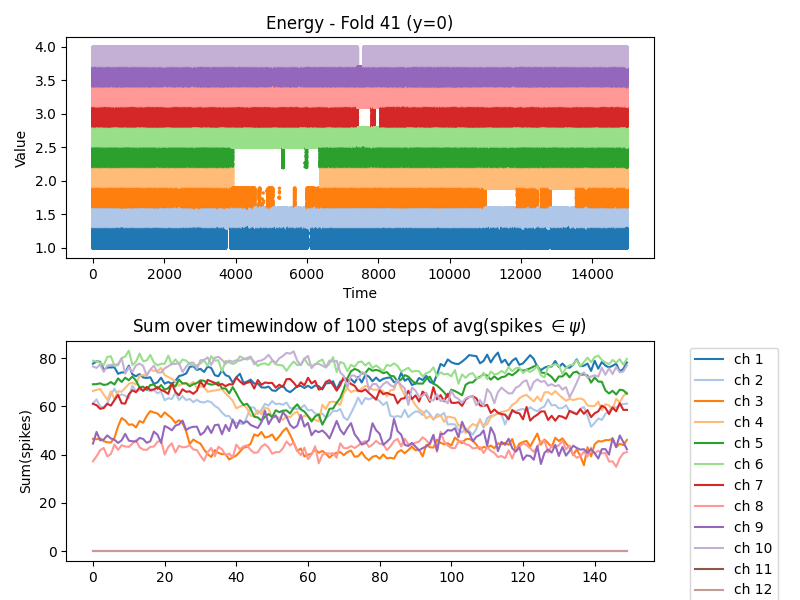 Energy - Fold 41 (y=0)
4.0
3.5
3.0
2.5
2.0
1.5
1.0
Value
0 2000 4000 6000 8000 10000 12000 14000
Time
Sum over timewindow of 100 steps of avg(spikes ∈ ψ)
80
60
40
20
0
Sum(spikes)
0 20 40 60 80 100 120 140
ch 1
ch 2
ch 3
ch 4
ch 5
ch 6
ch 7
ch 8
ch 9
ch 10
ch 11
ch 12